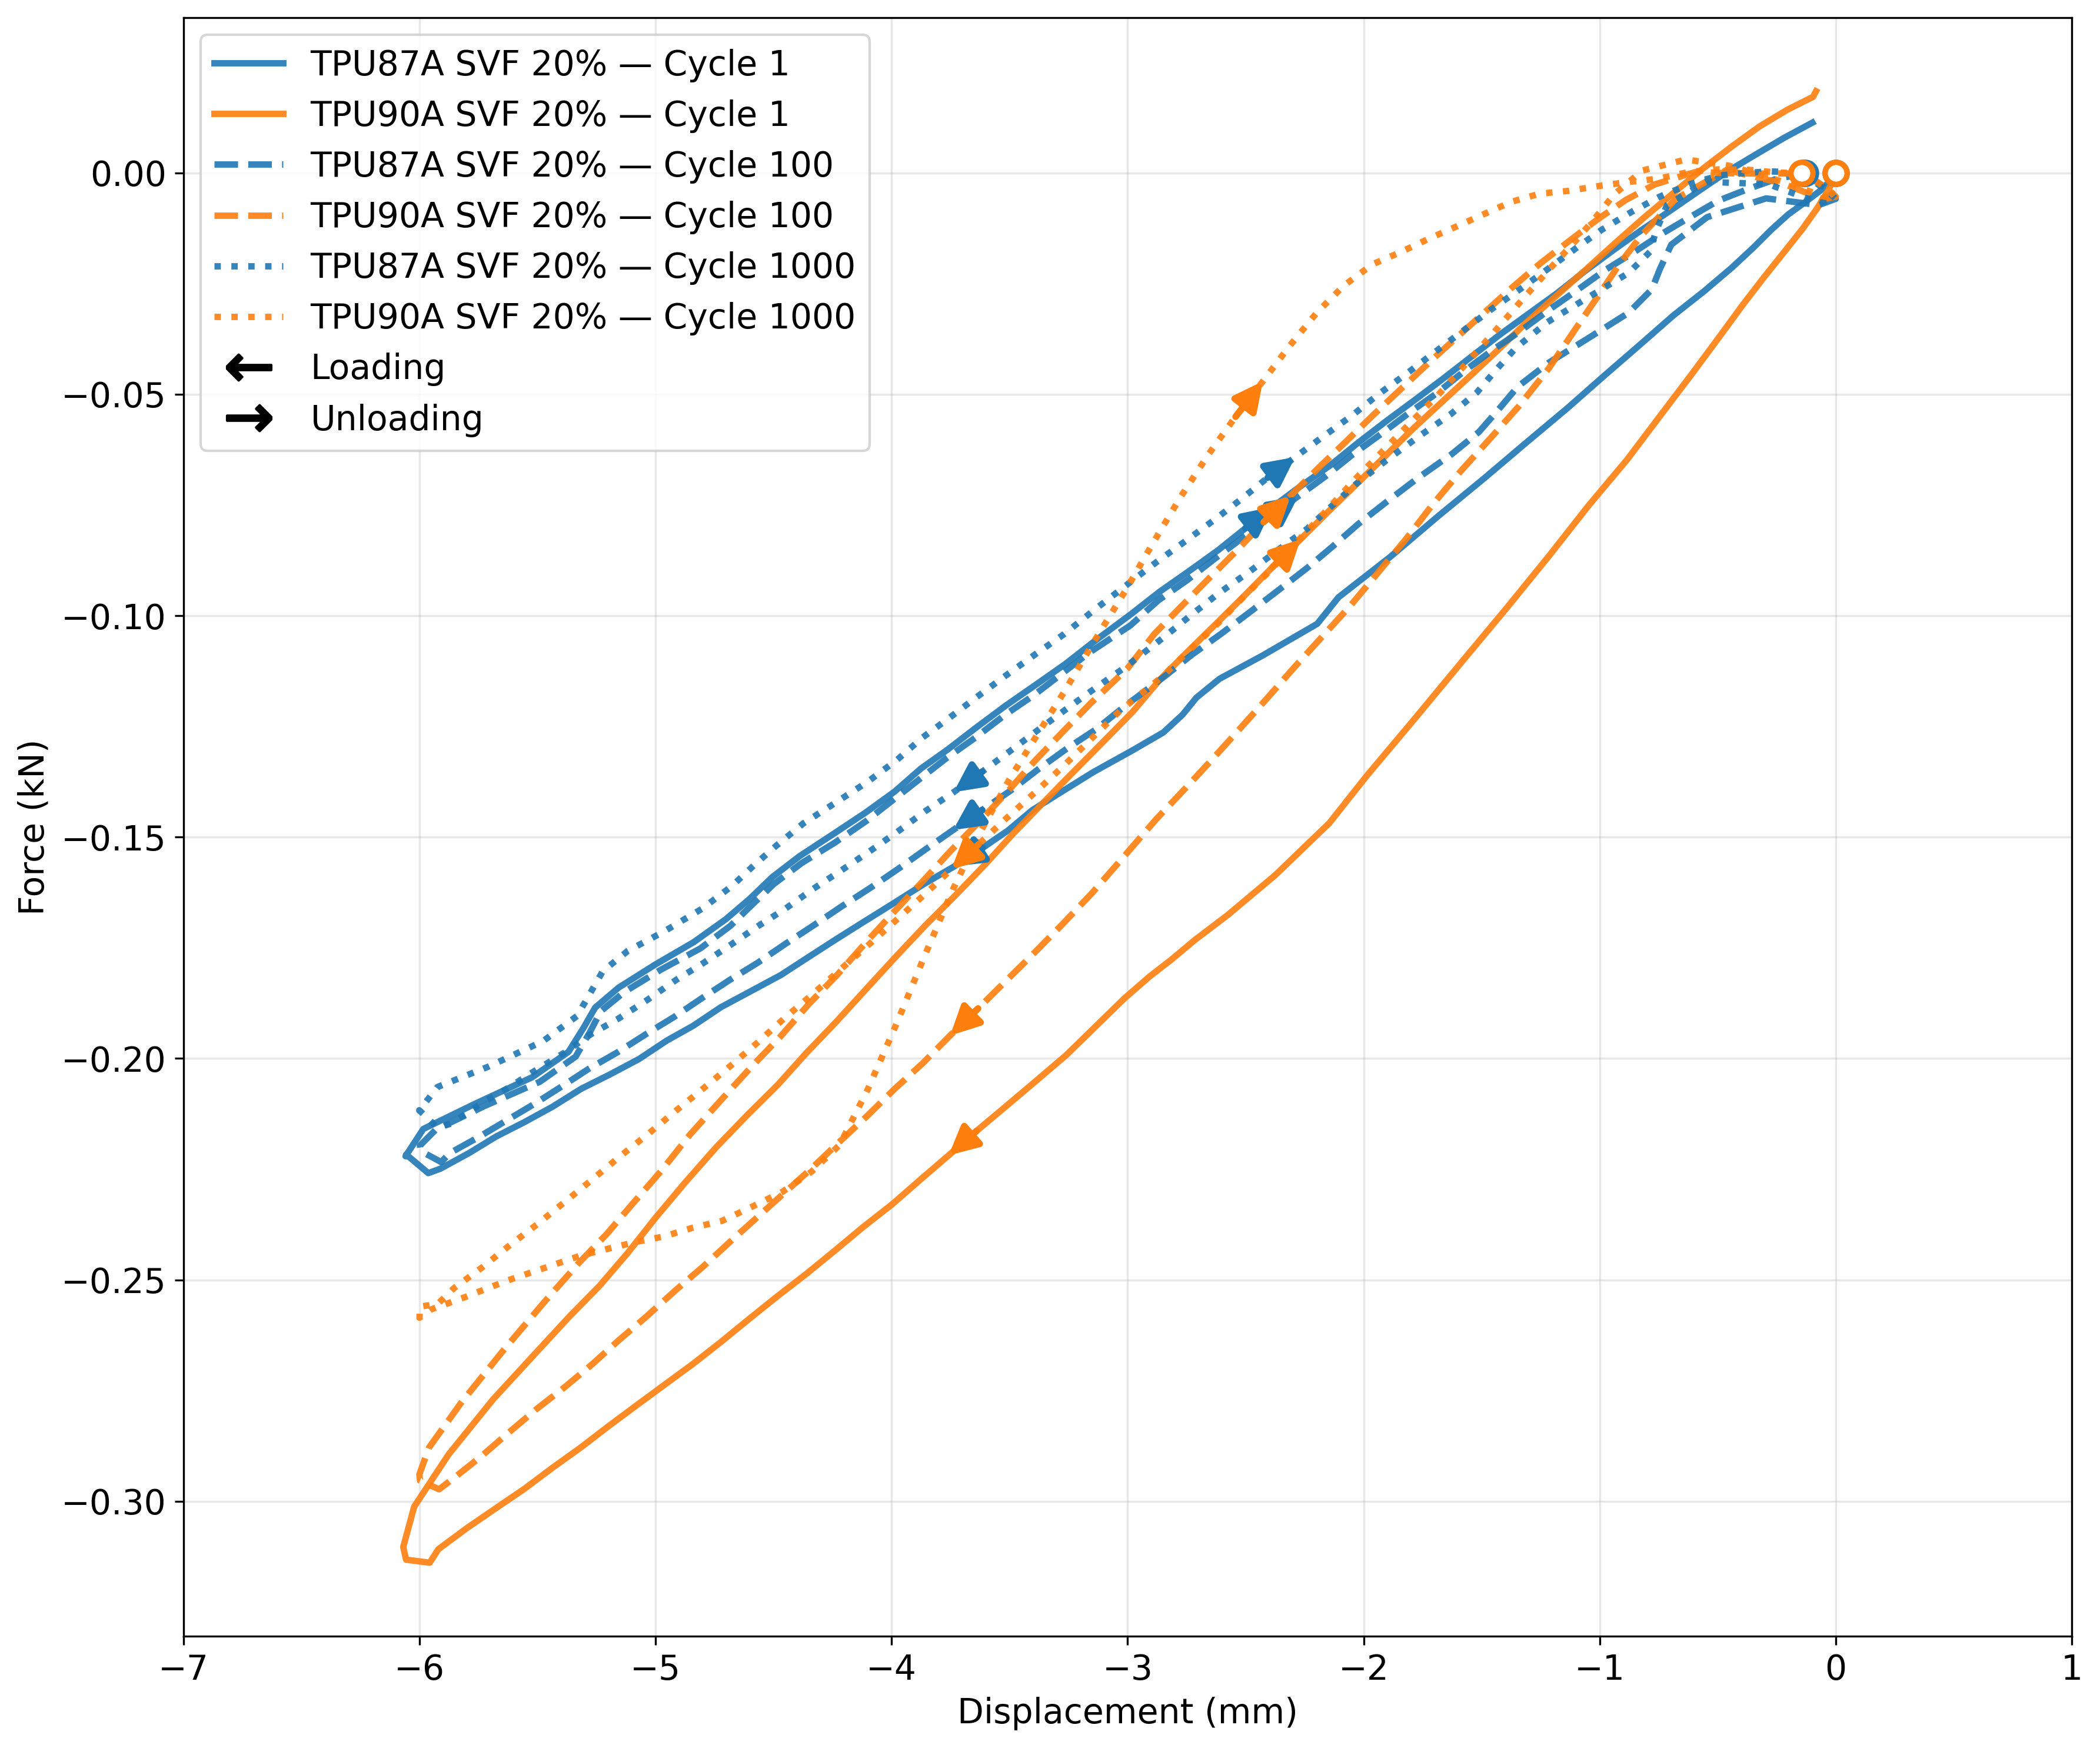 TPU87A SVF 20% — Cycle 1
TPU90A SVF 20% — Cycle 1
TPU87A SVF 20% — Cycle 100
TPU90A SVF 20% — Cycle 100
TPU87A SVF 20% — Cycle 1000
TPU90A SVF 20% — Cycle 1000
Loading
Unloading
0.00
−0.05
−0.10
−0.15
−0.20
−0.25
−0.30
Force (kN)
−7 −6 −5 −4 −3 −2 −1 0 1
Displacement (mm)